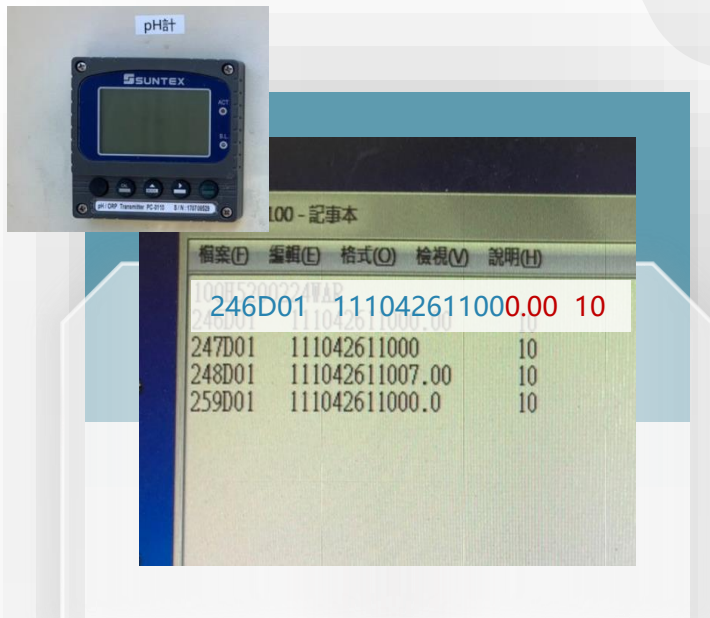 pH計
SUNTEX
ACT
B.L.
pH / ORP Transmitter PC-3110 S / N :170738529
100 - 記事本
檔案(F) 編輯(E) 格式(O) 檢視(V) 說明(H)
100H5200224WAP
246D01 111042611000.00 10
246D01 111042611000.00 10
247D01 111042611000 10
248D01 111042611007.00 10
259D01 111042611000.0 10